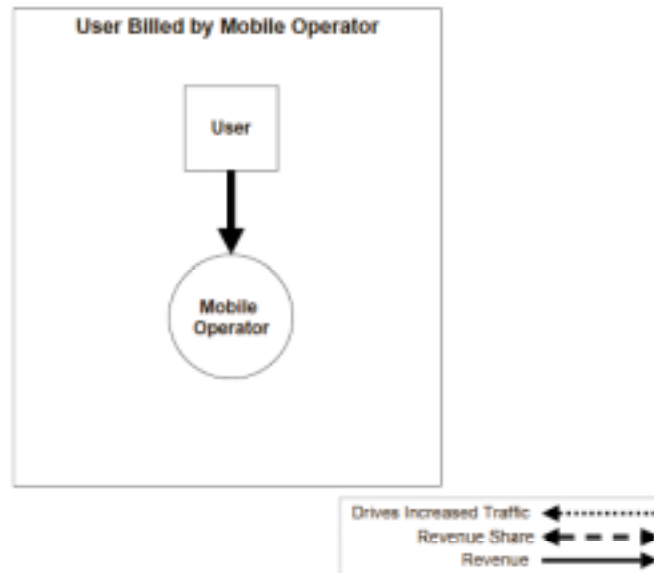 User Billed by Mobile Operator
User
Mobile
Operator
Drives Increased Traffic
Revenue Share
Revenue